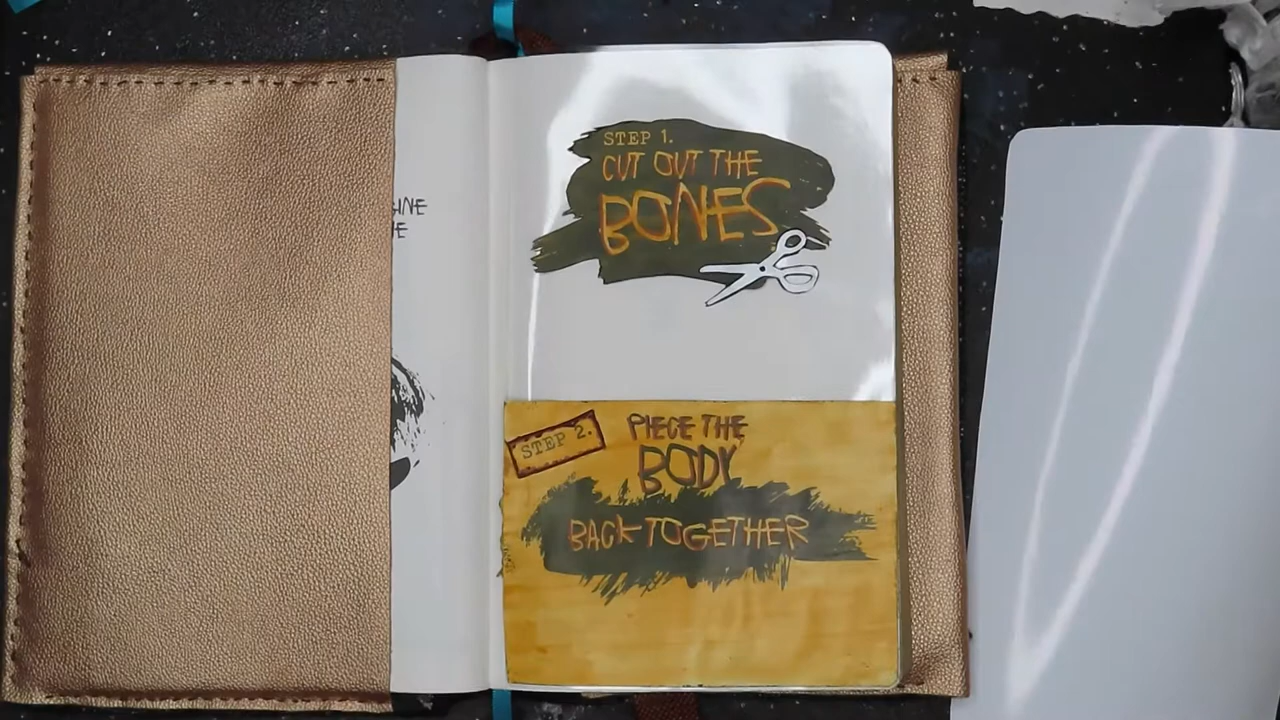 STEP 1.
CUT OUT THE
BONES
STEP 2.
PIECE THE
BODY
BACK TOGETHER